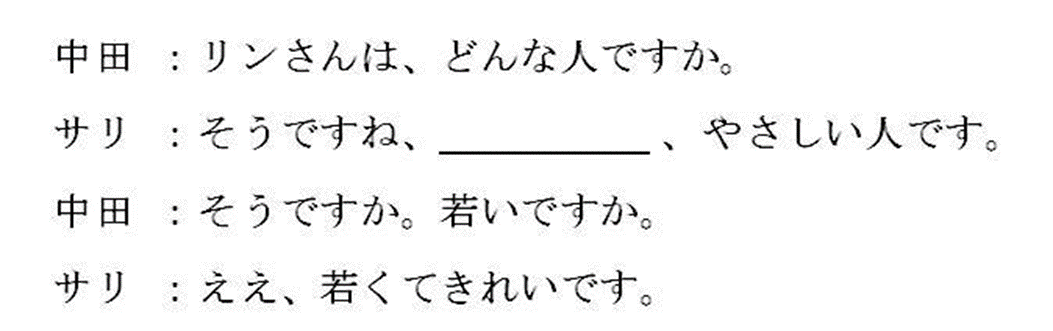 中田 ：リンさんは、どんな人ですか。
サリ ：そうですね、__________、やさしい人です。
中田 ：そうですか。若いですか。
サリ ：ええ、若くてきれいです。